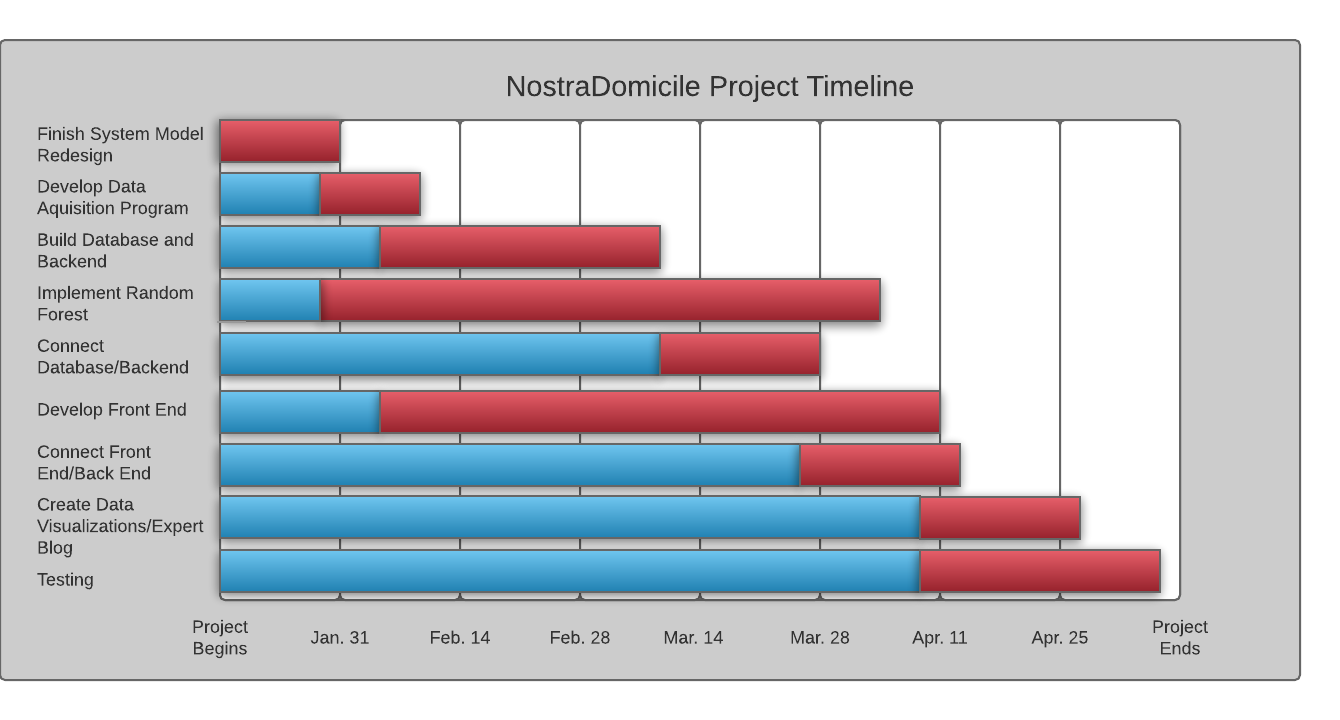 NostraDomicile Project Timeline
Finish System Model
Redesign
Develop Data
Aquisition Program
Build Database and
Backend
Implement Random
Forest
Connect
Database/Backend
Develop Front End
Connect Front
End/Back End
Create Data
Visualizations/Expert
Blog
Testing
Project
Begins
Jan. 31
Feb. 14
Feb. 28
Mar. 14
Mar. 28
Apr. 11
Apr. 25
Project
Ends